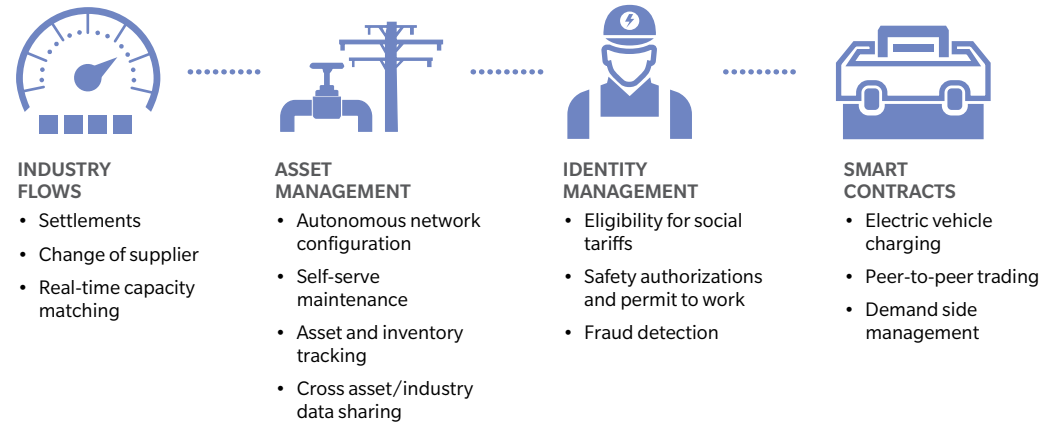 INDUSTRY
FLOWS
• Settlements
• Change of supplier
• Real-time capacity
matching
ASSET
MANAGEMENT
• Autonomous network
configuration
• Self-serve
maintenance
• Asset and inventory
tracking
• Cross asset/industry
data sharing
IDENTITY
MANAGEMENT
• Eligibility for social
tariffs
• Safety authorizations
and permit to work
• Fraud detection
SMART
CONTRACTS
• Electric vehicle
charging
• Peer-to-peer trading
• Demand side
management